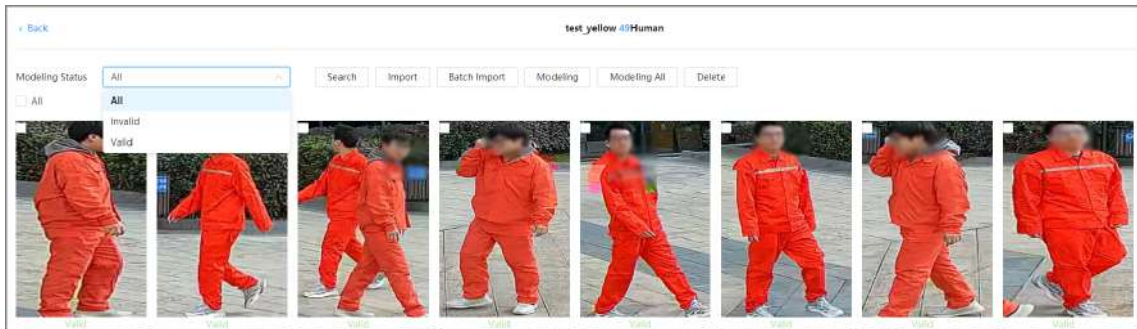 ‹ Back
test_yellow 49Human
Modeling Status All Search Import Batch Import Modeling Modeling All Delete
All
All
Invalid
Valid
Valid Valid Valid Valid Valid Valid Valid Valid